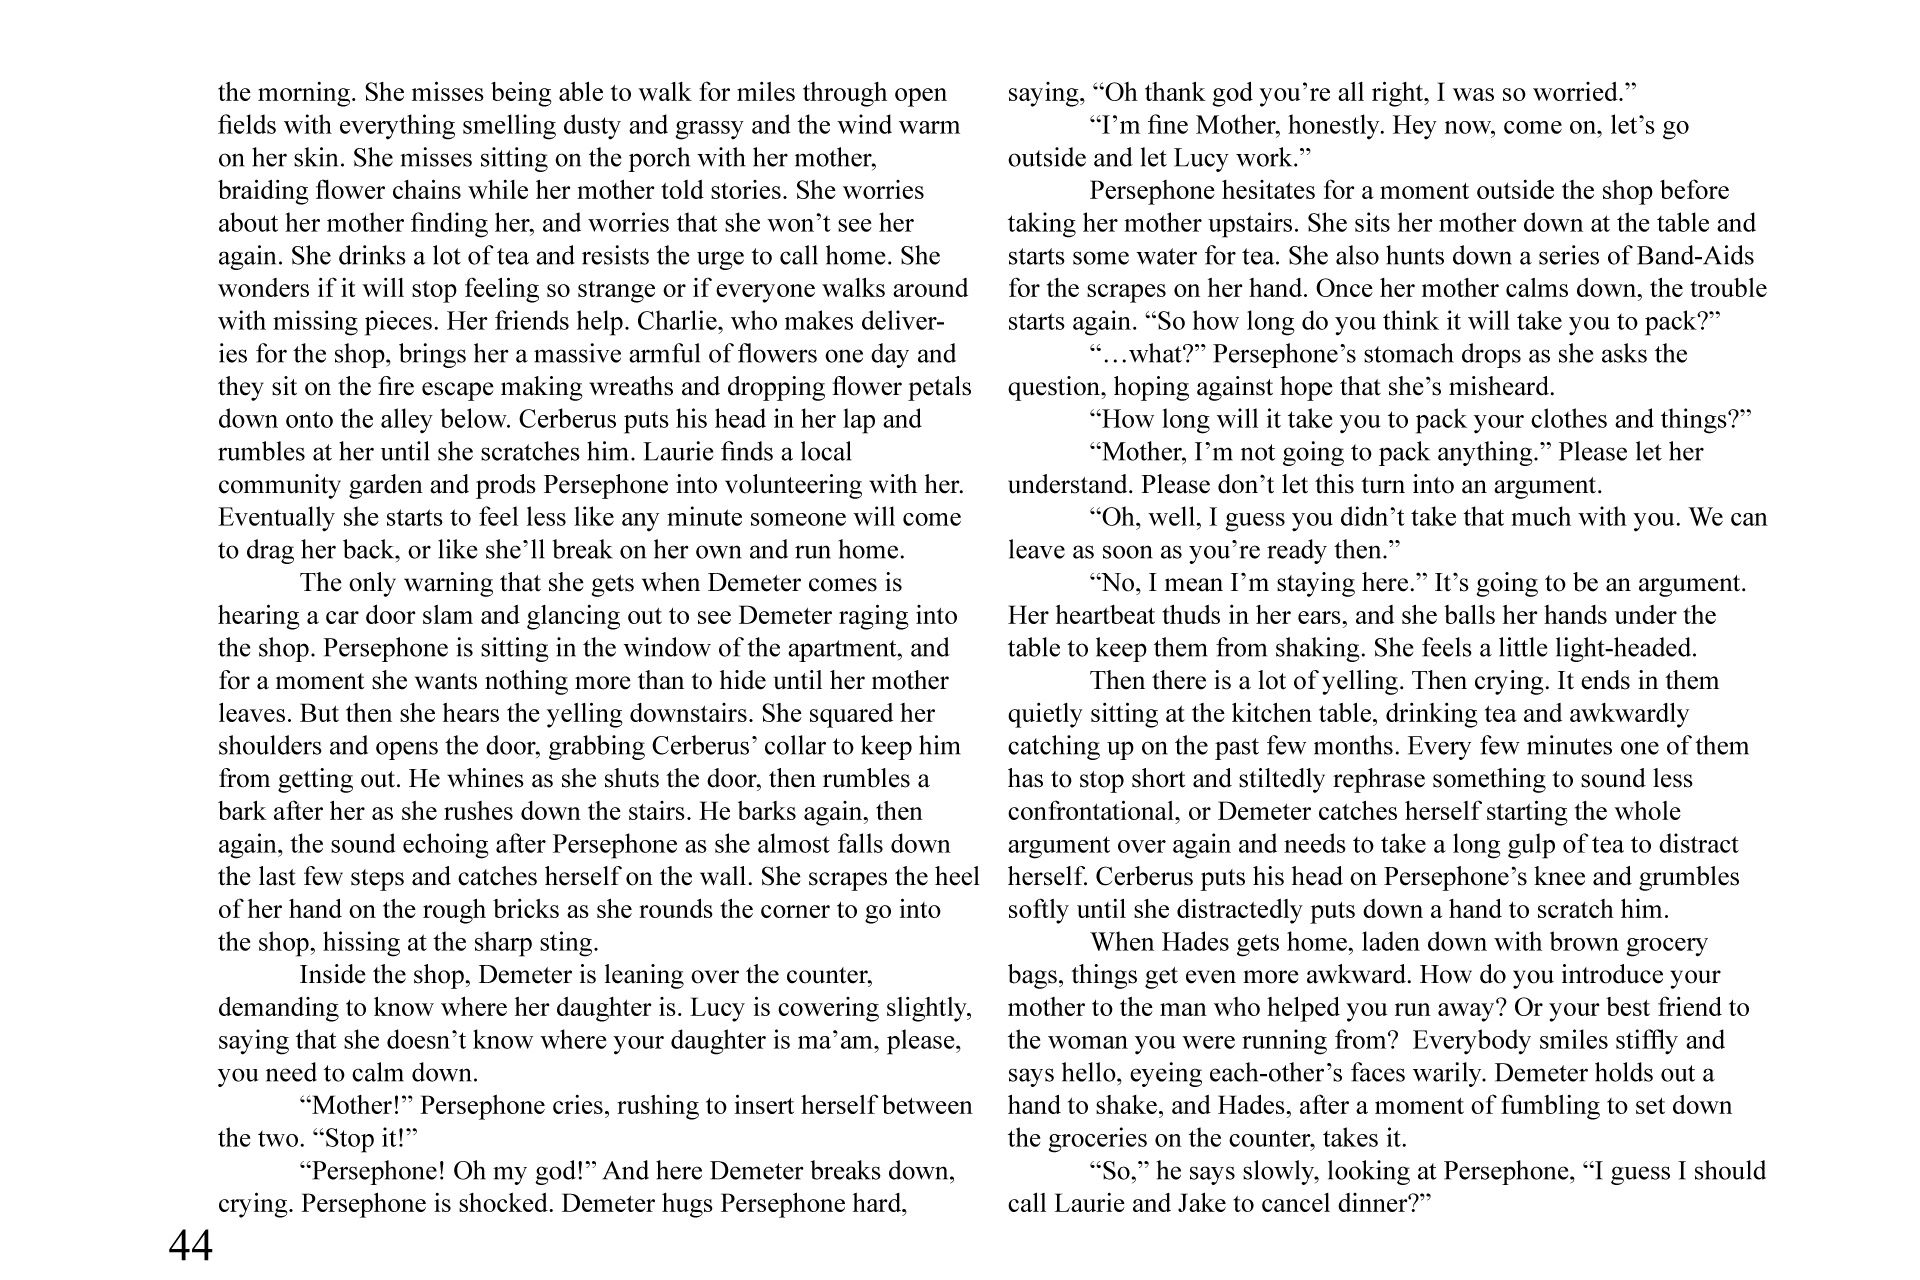 the morning. She misses being able to walk for miles through open
fields with everything smelling dusty and grassy and the wind warm
on her skin. She misses sitting on the porch with her mother,
braiding flower chains while her mother told stories. She worries
about her mother finding her, and worries that she won’t see her
again. She drinks a lot of tea and resists the urge to call home. She
wonders if it will stop feeling so strange or if everyone walks around
with missing pieces. Her friends help. Charlie, who makes deliver-
ies for the shop, brings her a massive armful of flowers one day and
they sit on the fire escape making wreaths and dropping flower petals
down onto the alley below. Cerberus puts his head in her lap and
rumbles at her until she scratches him. Laurie finds a local
community garden and prods Persephone into volunteering with her.
Eventually she starts to feel less like any minute someone will come
to drag her back, or like she’ll break on her own and run home.
The only warning that she gets when Demeter comes is
hearing a car door slam and glancing out to see Demeter raging into
the shop. Persephone is sitting in the window of the apartment, and
for a moment she wants nothing more than to hide until her mother
leaves. But then she hears the yelling downstairs. She squared her
shoulders and opens the door, grabbing Cerberus’ collar to keep him
from getting out. He whines as she shuts the door, then rumbles a
bark after her as she rushes down the stairs. He barks again, then
again, the sound echoing after Persephone as she almost falls down
the last few steps and catches herself on the wall. She scrapes the heel
of her hand on the rough bricks as she rounds the corner to go into
the shop, hissing at the sharp sting.
Inside the shop, Demeter is leaning over the counter,
demanding to know where her daughter is. Lucy is cowering slightly,
saying that she doesn’t know where your daughter is ma’am, please,
you need to calm down.
“Mother!” Persephone cries, rushing to insert herself between
the two. “Stop it!”
“Persephone! Oh my god!” And here Demeter breaks down,
crying. Persephone is shocked. Demeter hugs Persephone hard,
44
saying, “Oh thank god you’re all right, I was so worried.”
“I’m fine Mother, honestly. Hey now, come on, let’s go
outside and let Lucy work.”
Persephone hesitates for a moment outside the shop before
taking her mother upstairs. She sits her mother down at the table and
starts some water for tea. She also hunts down a series of Band-Aids
for the scrapes on her hand. Once her mother calms down, the trouble
starts again. “So how long do you think it will take you to pack?”
“…what?” Persephone’s stomach drops as she asks the
question, hoping against hope that she’s misheard.
“How long will it take you to pack your clothes and things?”
“Mother, I’m not going to pack anything.” Please let her
understand. Please don’t let this turn into an argument.
“Oh, well, I guess you didn’t take that much with you. We can
leave as soon as you’re ready then.”
“No, I mean I’m staying here.” It’s going to be an argument.
Her heartbeat thuds in her ears, and she balls her hands under the
table to keep them from shaking. She feels a little light-headed.
Then there is a lot of yelling. Then crying. It ends in them
quietly sitting at the kitchen table, drinking tea and awkwardly
catching up on the past few months. Every few minutes one of them
has to stop short and stiltedly rephrase something to sound less
confrontational, or Demeter catches herself starting the whole
argument over again and needs to take a long gulp of tea to distract
herself. Cerberus puts his head on Persephone’s knee and grumbles
softly until she distractedly puts down a hand to scratch him.
When Hades gets home, laden down with brown grocery
bags, things get even more awkward. How do you introduce your
mother to the man who helped you run away? Or your best friend to
the woman you were running from?  Everybody smiles stiffly and
says hello, eyeing each-other’s faces warily. Demeter holds out a
hand to shake, and Hades, after a moment of fumbling to set down
the groceries on the counter, takes it.
“So,” he says slowly, looking at Persephone, “I guess I should
call Laurie and Jake to cancel dinner?”